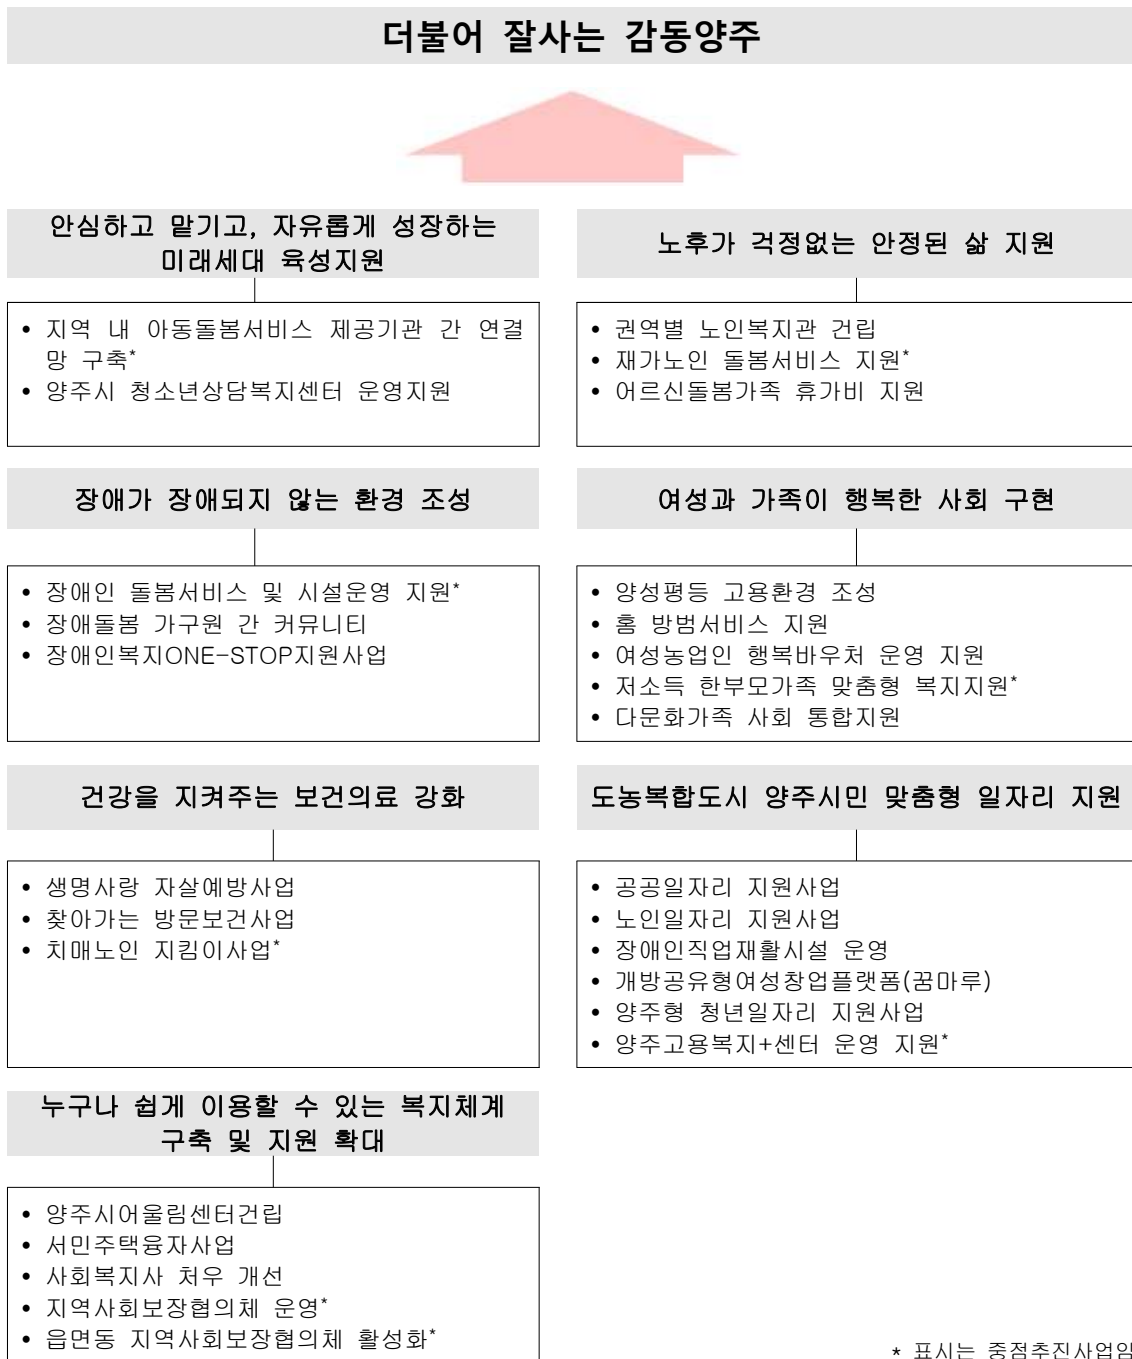 더불어 잘사는 감동양주
안심하고 맡기고, 자유롭게 성장하는
미래세대 육성지원
• 지역 내 아동돌봄서비스 제공기관 간 연결
망 구축*
• 양주시 청소년상담복지센터 운영지원
노후가 걱정없는 안정된 삶 지원
• 권역별 노인복지관 건립
• 재가노인 돌봄서비스 지원*
• 어르신돌봄가족 휴가비 지원
장애가 장애되지 않는 환경 조성
• 장애인 돌봄서비스 및 시설운영 지원*
• 장애돌봄 가구원 간 커뮤니티
• 장애인복지ONE-STOP지원사업
여성과 가족이 행복한 사회 구현
• 양성평등 고용환경 조성
• 홈 방범서비스 지원
• 여성농업인 행복바우처 운영 지원
• 저소득 한부모가족 맞춤형 복지지원*
• 다문화가족 사회 통합지원
건강을 지켜주는 보건의료 강화
• 생명사랑 자살예방사업
• 찾아가는 방문보건사업
• 치매노인 지킴이사업*
도농복합도시 양주시민 맞춤형 일자리 지원
• 공공일자리 지원사업
• 노인일자리 지원사업
• 장애인직업재활시설 운영
• 개방공유형여성창업플랫폼(꿈마루)
• 양주형 청년일자리 지원사업
• 양주고용복지+센터 운영 지원*
누구나 쉽게 이용할 수 있는 복지체계
구축 및 지원 확대
• 양주시어울림센터건립
• 서민주택융자사업
• 사회복지사 처우 개선
• 지역사회보장협의체 운영*
• 읍면동 지역사회보장협의체 활성화*
* 표시는 중점추진사업임